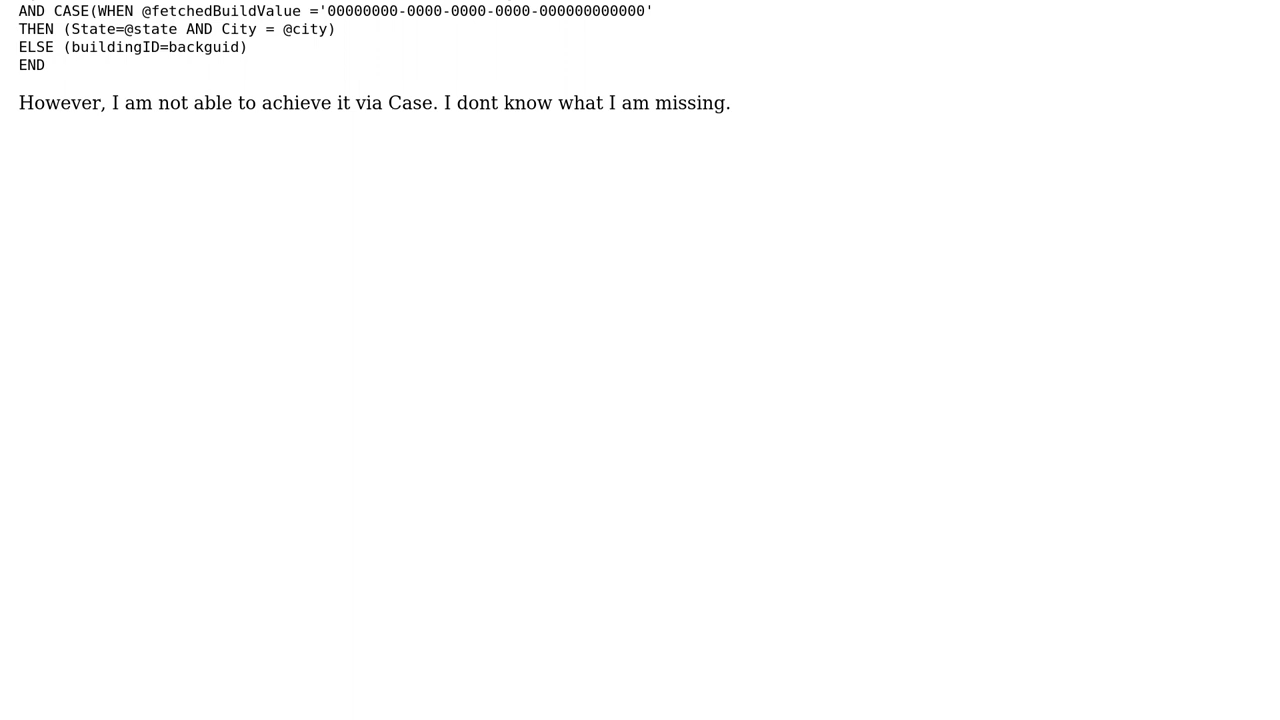 AND CASE(WHEN @fetchedBuildValue ='00000000-0000-0000-0000-000000000000'
THEN (State=@state AND City = @city)
ELSE (buildingID=backguid)
END
However, I am not able to achieve it via Case. I dont know what I am missing.